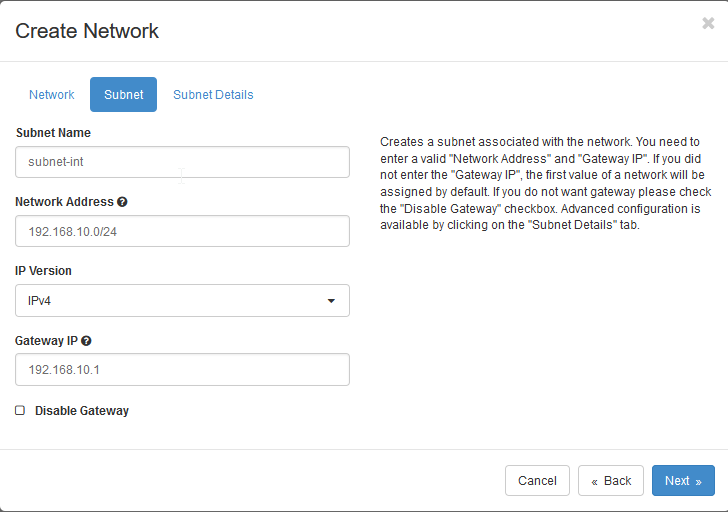 Create Network
×
Network Subnet Subnet Details
Subnet Name
subnet-int
Network Address
192.168.10.0/24
IP Version
IPv4
Gateway IP
192.168.10.1
Disable Gateway
Creates a subnet associated with the network. You need to
enter a valid "Network Address" and "Gateway IP". If you did
not enter the "Gateway IP", the first value of a network will be
assigned by default. If you do not want gateway please check
the "Disable Gateway" checkbox. Advanced configuration is
available by clicking on the "Subnet Details" tab.
Cancel « Back Next »